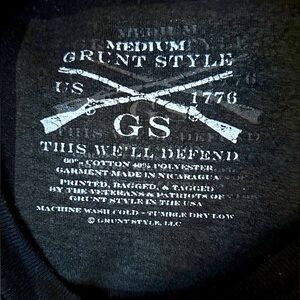 MEDIUM
GRUNT STYLE
US 1776
GS
THIS WE'LL DEFEND
60% COTTON 40% POLYESTER
GARMENT MADE IN NICARAGUA
PRINTED, BAGGED, & TAGGED
BY THE VETERANS & PATRIOTS OF
GRUNT STYLE IN THE USA
MACHINE WASH COLD - TUMBLE DRY LOW
© GRUNT STYLE, LLC